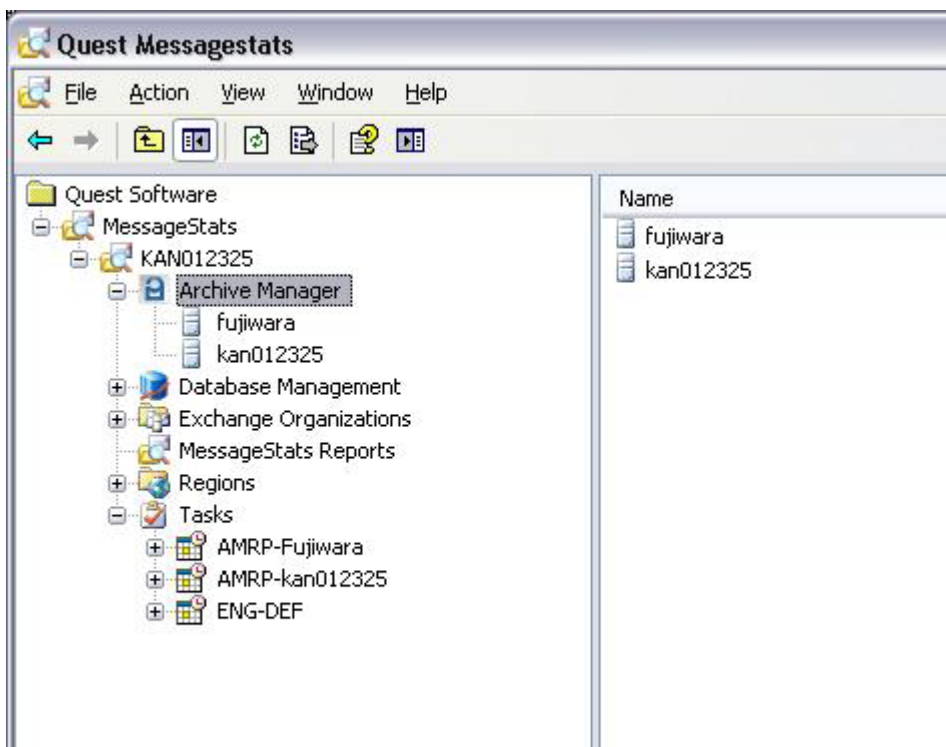 Quest Messagestats
File Action View Window Help
Quest Software
MessageStats
KAN012325
Archive Manager
fujiwara
kan012325
Database Management
Exchange Organizations
MessageStats Reports
Regions
Tasks
AMRP-Fujiwara
AMRP-kan012325
ENG-DEF
Name
fujiwara
kan012325